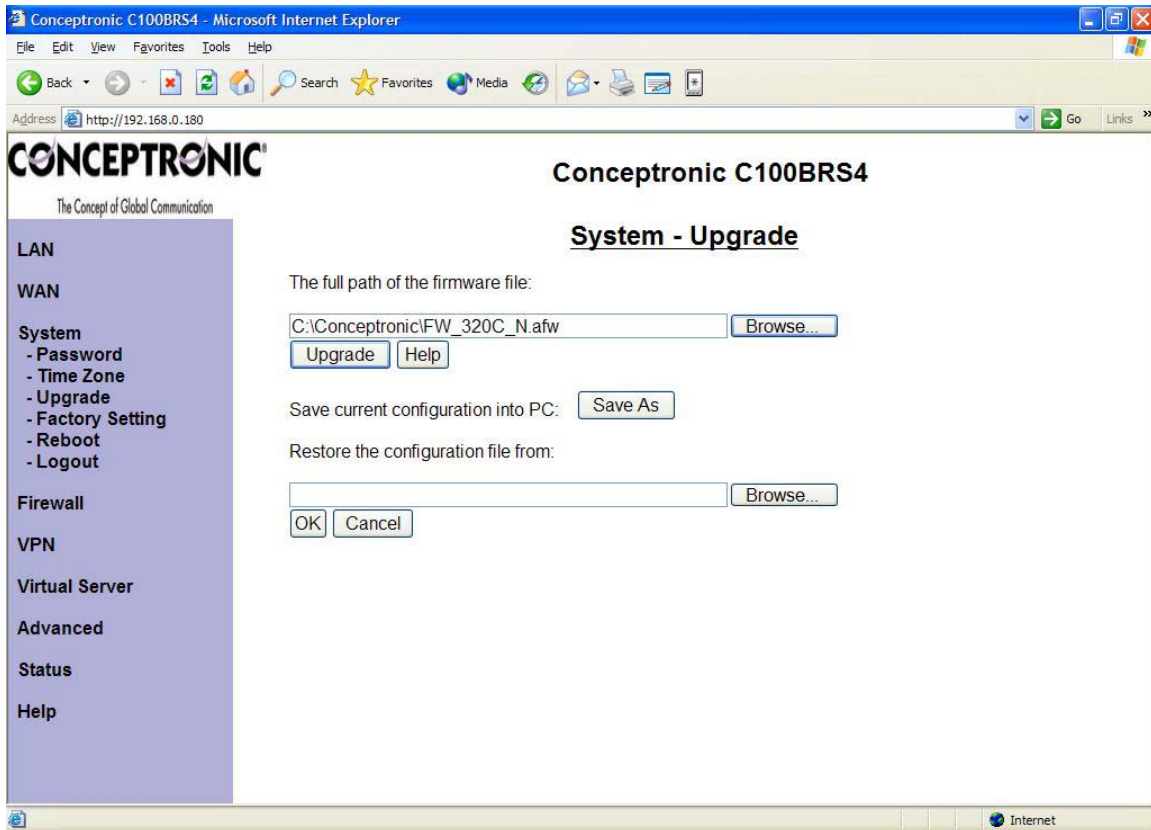 Conceptronic C100BRS4 - Microsoft Internet Explorer
File Edit View Favorites Tools Help
Back Search Favorites Media
Address http://192.168.0.180 Go Links »
CONCEPTRONIC®
The Concept of Global Communication
LAN
WAN
System
- Password
- Time Zone
- Upgrade
- Factory Setting
- Reboot
- Logout
Firewall
VPN
Virtual Server
Advanced
Status
Help
Conceptronic C100BRS4
System - Upgrade
The full path of the firmware file:
C:\Conceptronic\FW_320C_N.afw Browse...
Upgrade Help
Save current configuration into PC: Save As
Restore the configuration file from:
Browse...
OK Cancel
Internet